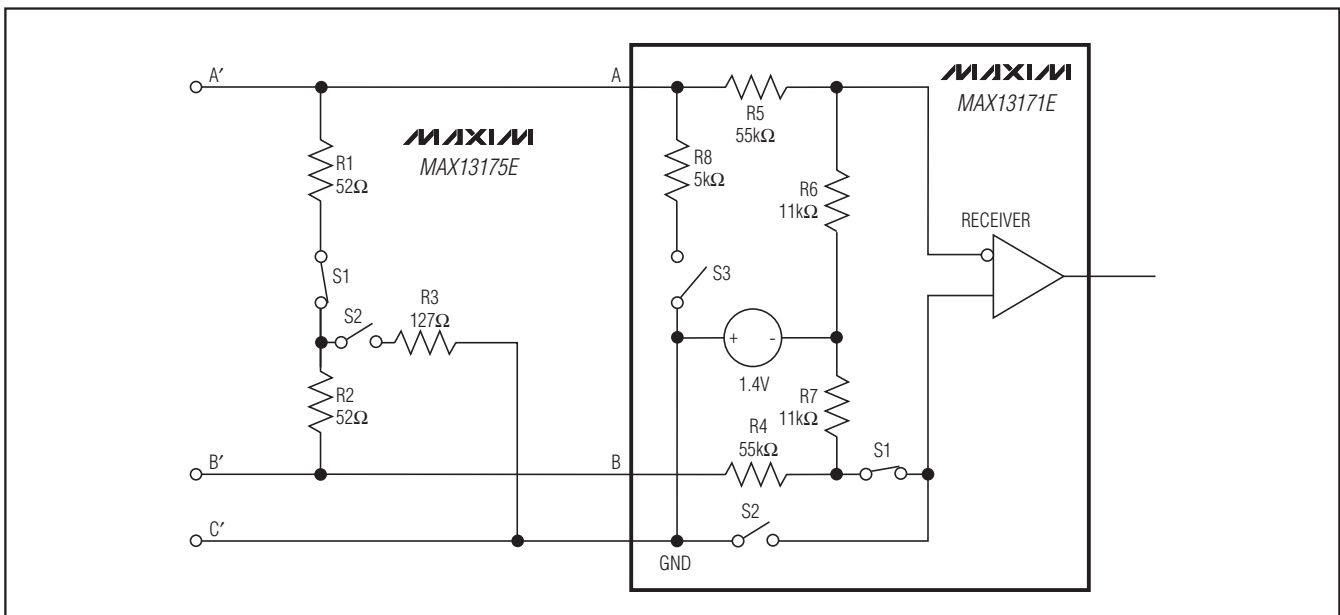 A′
A
MAXIM
MAX13171E
R5
55kΩ
MAXIM
MAX13175E
R1
52Ω
R8
5kΩ
R6
11kΩ
RECEIVER
S1
S3
S2
R3
127Ω
+
-
1.4V
R2
52Ω
R7
11kΩ
R4
55kΩ
S1
B′
B
S2
C′
GND